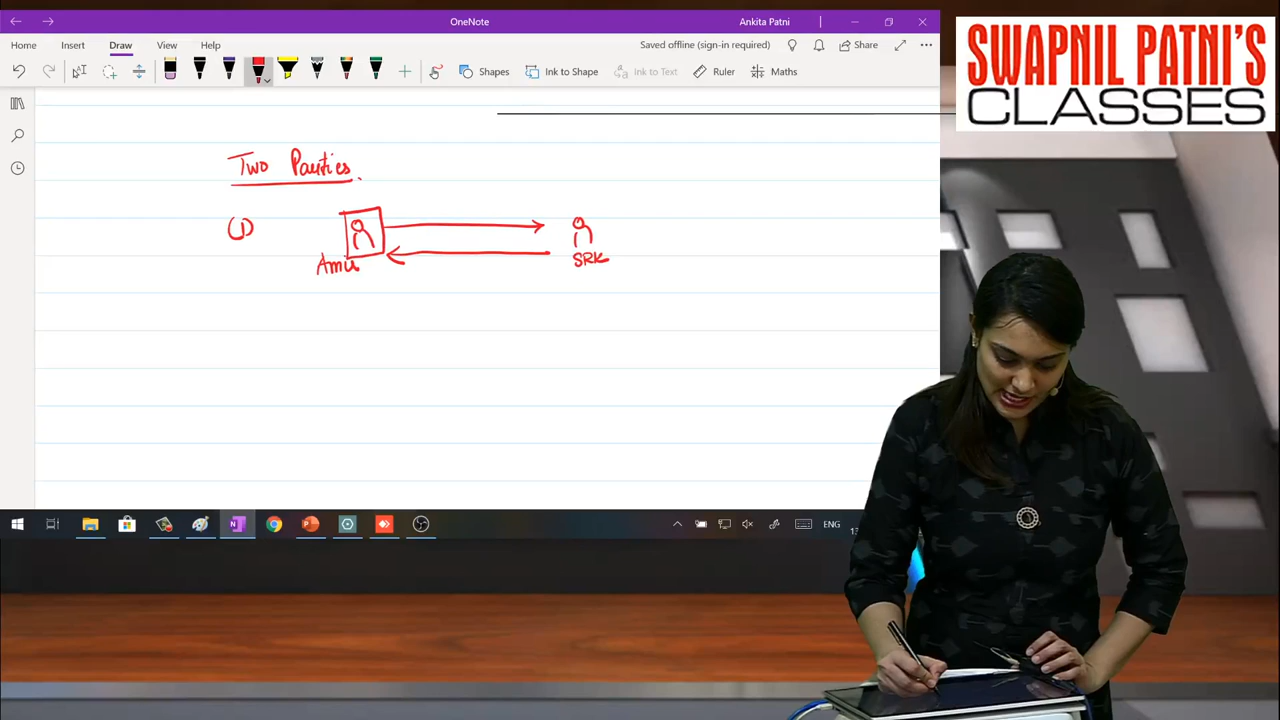 OneNote
Ankita Patni
Home Insert Draw View Help
Saved offline (sign-in required) Share
Shapes Ink to Shape Ink to Text Ruler Maths
SWAPNIL PATNI'S
CLASSES
Two Parties.
(1)
Amir SRK
ENG